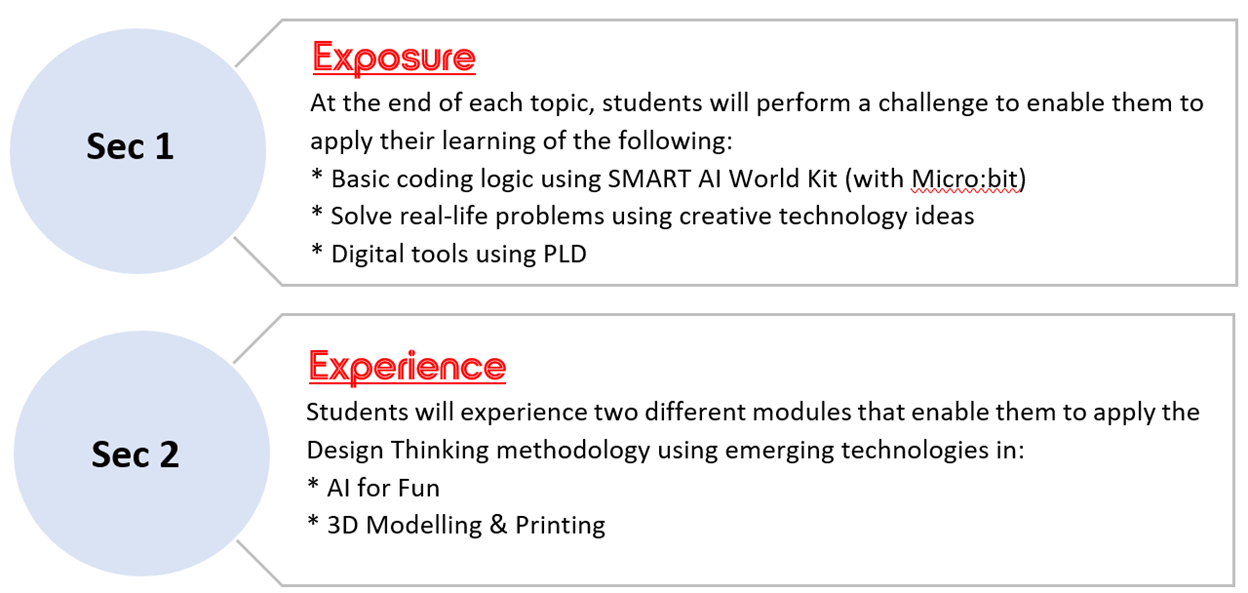 Sec 1
Exposure
At the end of each topic, students will perform a challenge to enable them to
apply their learning of the following:
* Basic coding logic using SMART AI World Kit (with Micro:bit)
* Solve real-life problems using creative technology ideas
* Digital tools using PLD
Sec 2
Experience
Students will experience two different modules that enable them to apply the
Design Thinking methodology using emerging technologies in:
* AI for Fun
* 3D Modelling & Printing